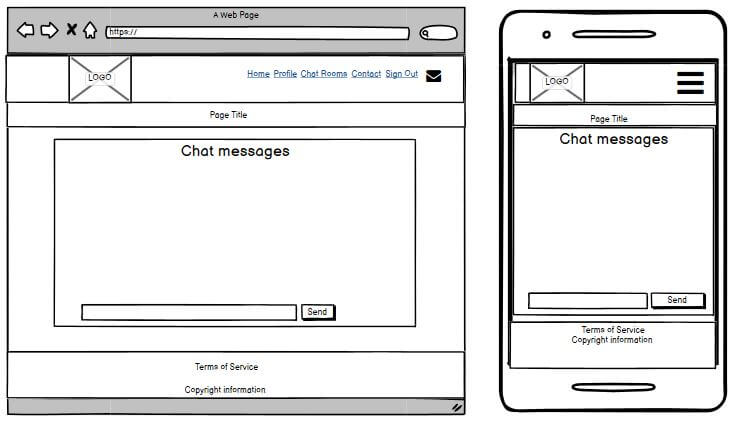 A Web Page
https://
LOGO
Home Profile Chat Rooms Contact Sign Out
Page Title
Chat messages
Send
Terms of Service
Copyright information
LOGO
Page Title
Chat messages
Send
Terms of Service
Copyright information